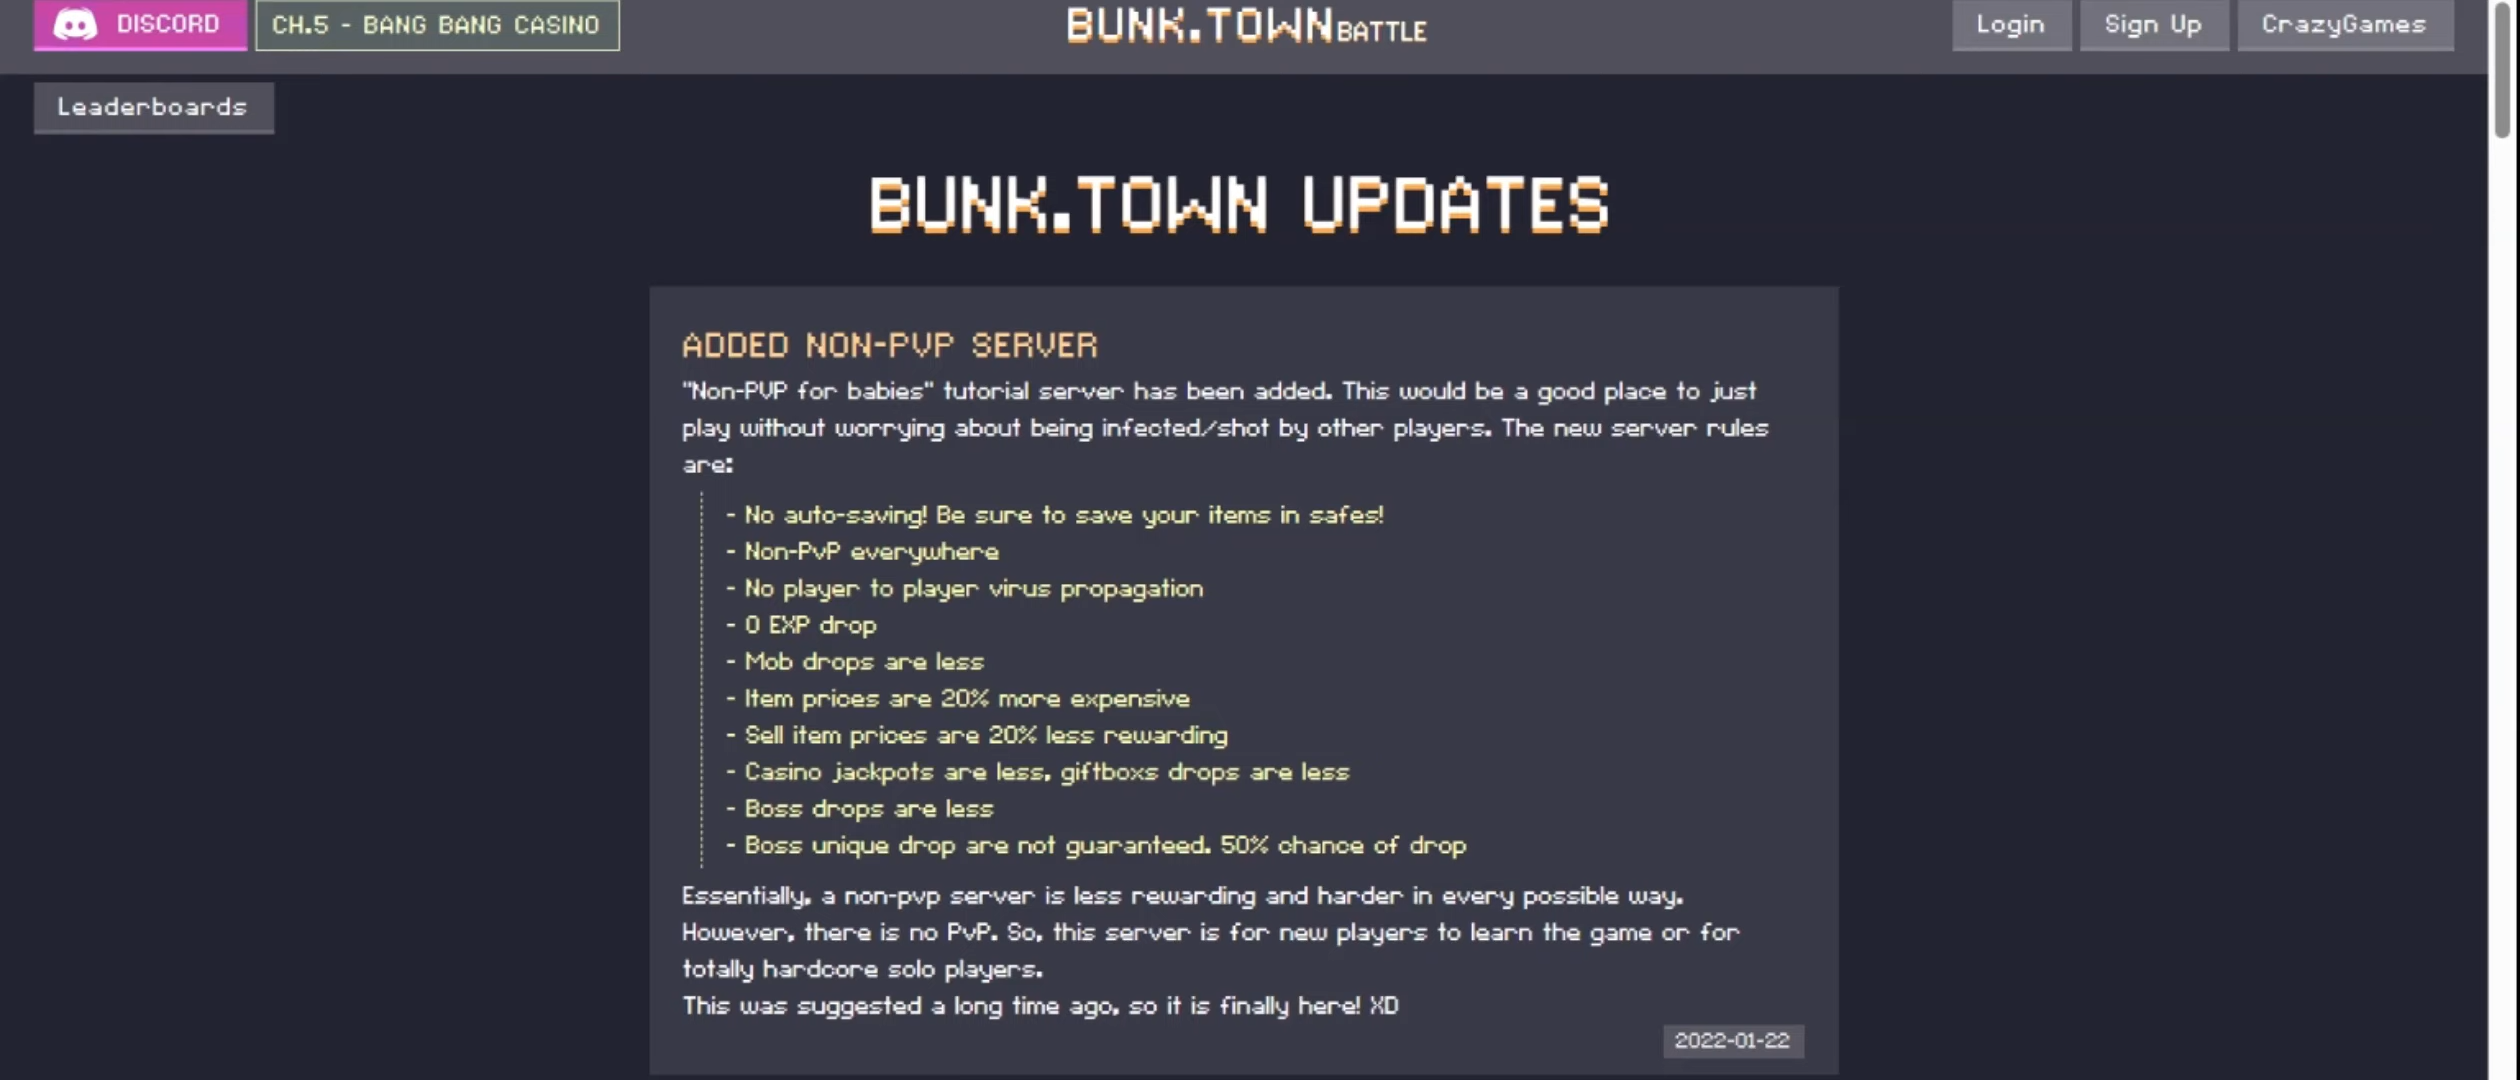 DISCORD
CH.5 - BANG BANG CASINO
BUNK.TOWN BATTLE
Login
Sign Up
CrazyGames
Leaderboards
BUNK.TOWN UPDATES
ADDED NON-PVP SERVER
"Non-PVP for babies" tutorial server has been added. This would be a good place to just
play without worrying about being infected/shot by other players. The new server rules
are:
- No auto-saving! Be sure to save your items in safes!
- Non-PvP everywhere
- No player to player virus propagation
- 0 EXP drop
- Mob drops are less
- Item prices are 20% more expensive
- Sell item prices are 20% less rewarding
- Casino jackpots are less, giftboxs drops are less
- Boss drops are less
- Boss unique drop are not guaranteed. 50% chance of drop
Essentially, a non-pvp server is less rewarding and harder in every possible way.
However, there is no PvP. So, this server is for new players to learn the game or for
totally hardcore solo players.
This was suggested a long time ago, so it is finally here! XD
2022-01-22